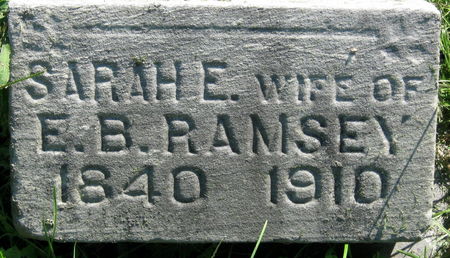 SARAH E. WIFE OF
E. B. RAMSEY
1840 1910